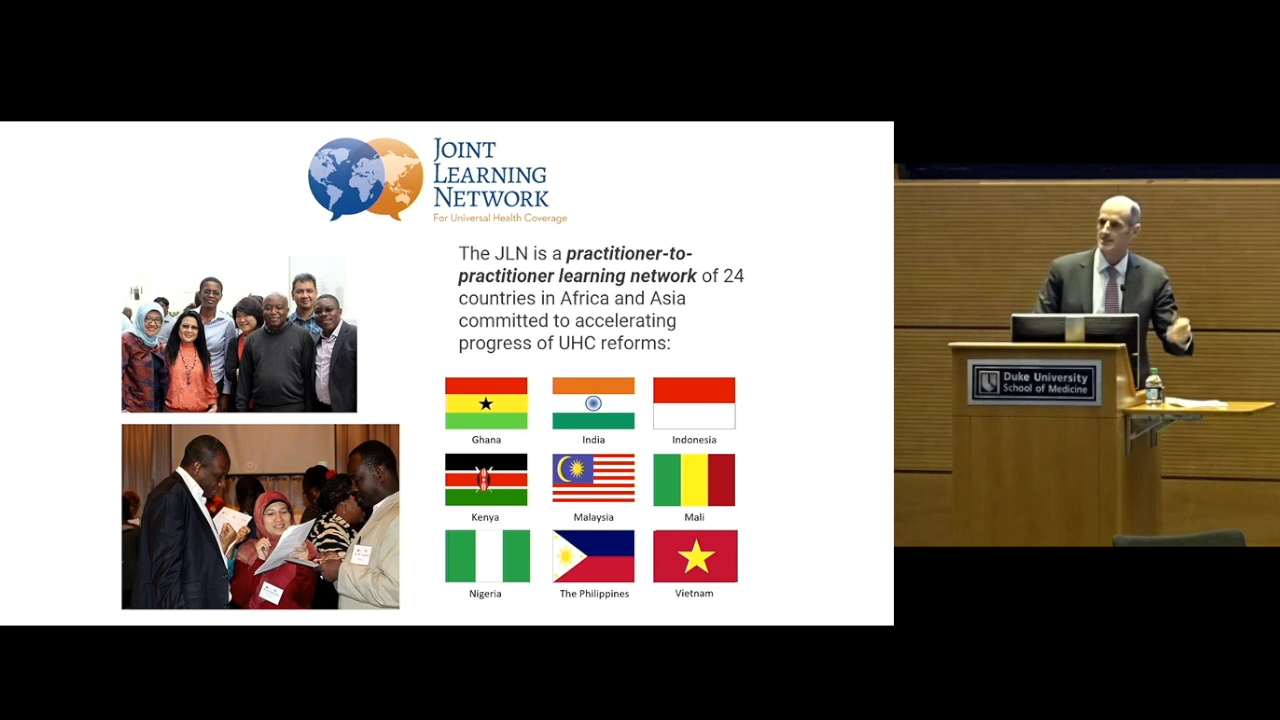 JOINT
LEARNING
NETWORK
For Universal Health Coverage
The JLN is a practitioner-to-
practitioner learning network of 24
countries in Africa and Asia
committed to accelerating
progress of UHC reforms:
Ghana
India
Indonesia
Kenya
Malaysia
Mali
Nigeria
The Philippines
Vietnam
Duke University
School of Medicine